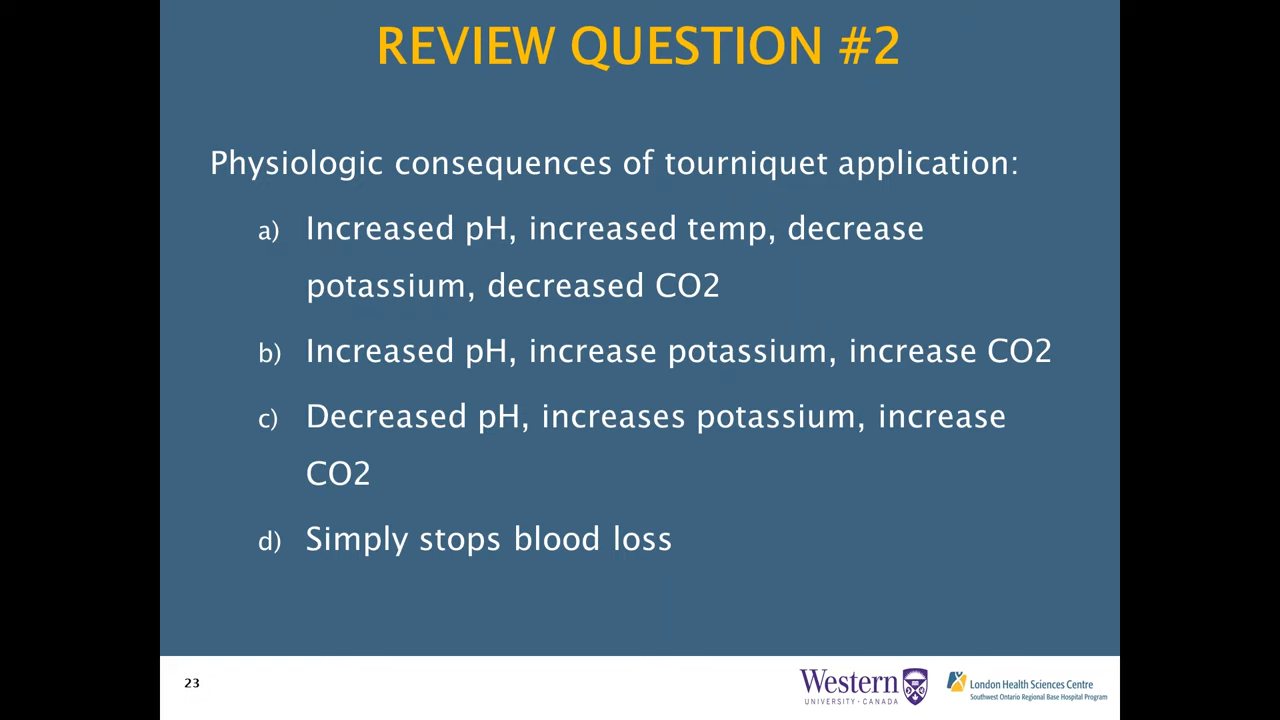 REVIEW QUESTION #2
Physiologic consequences of tourniquet application:
a) Increased pH, increased temp, decrease
potassium, decreased CO2
b) Increased pH, increase potassium, increase CO2
c) Decreased pH, increases potassium, increase
CO2
d) Simply stops blood loss
23
Western
UNIVERSITY · CANADA
London Health Sciences Centre
Southwest Ontario Regional Base Hospital Program